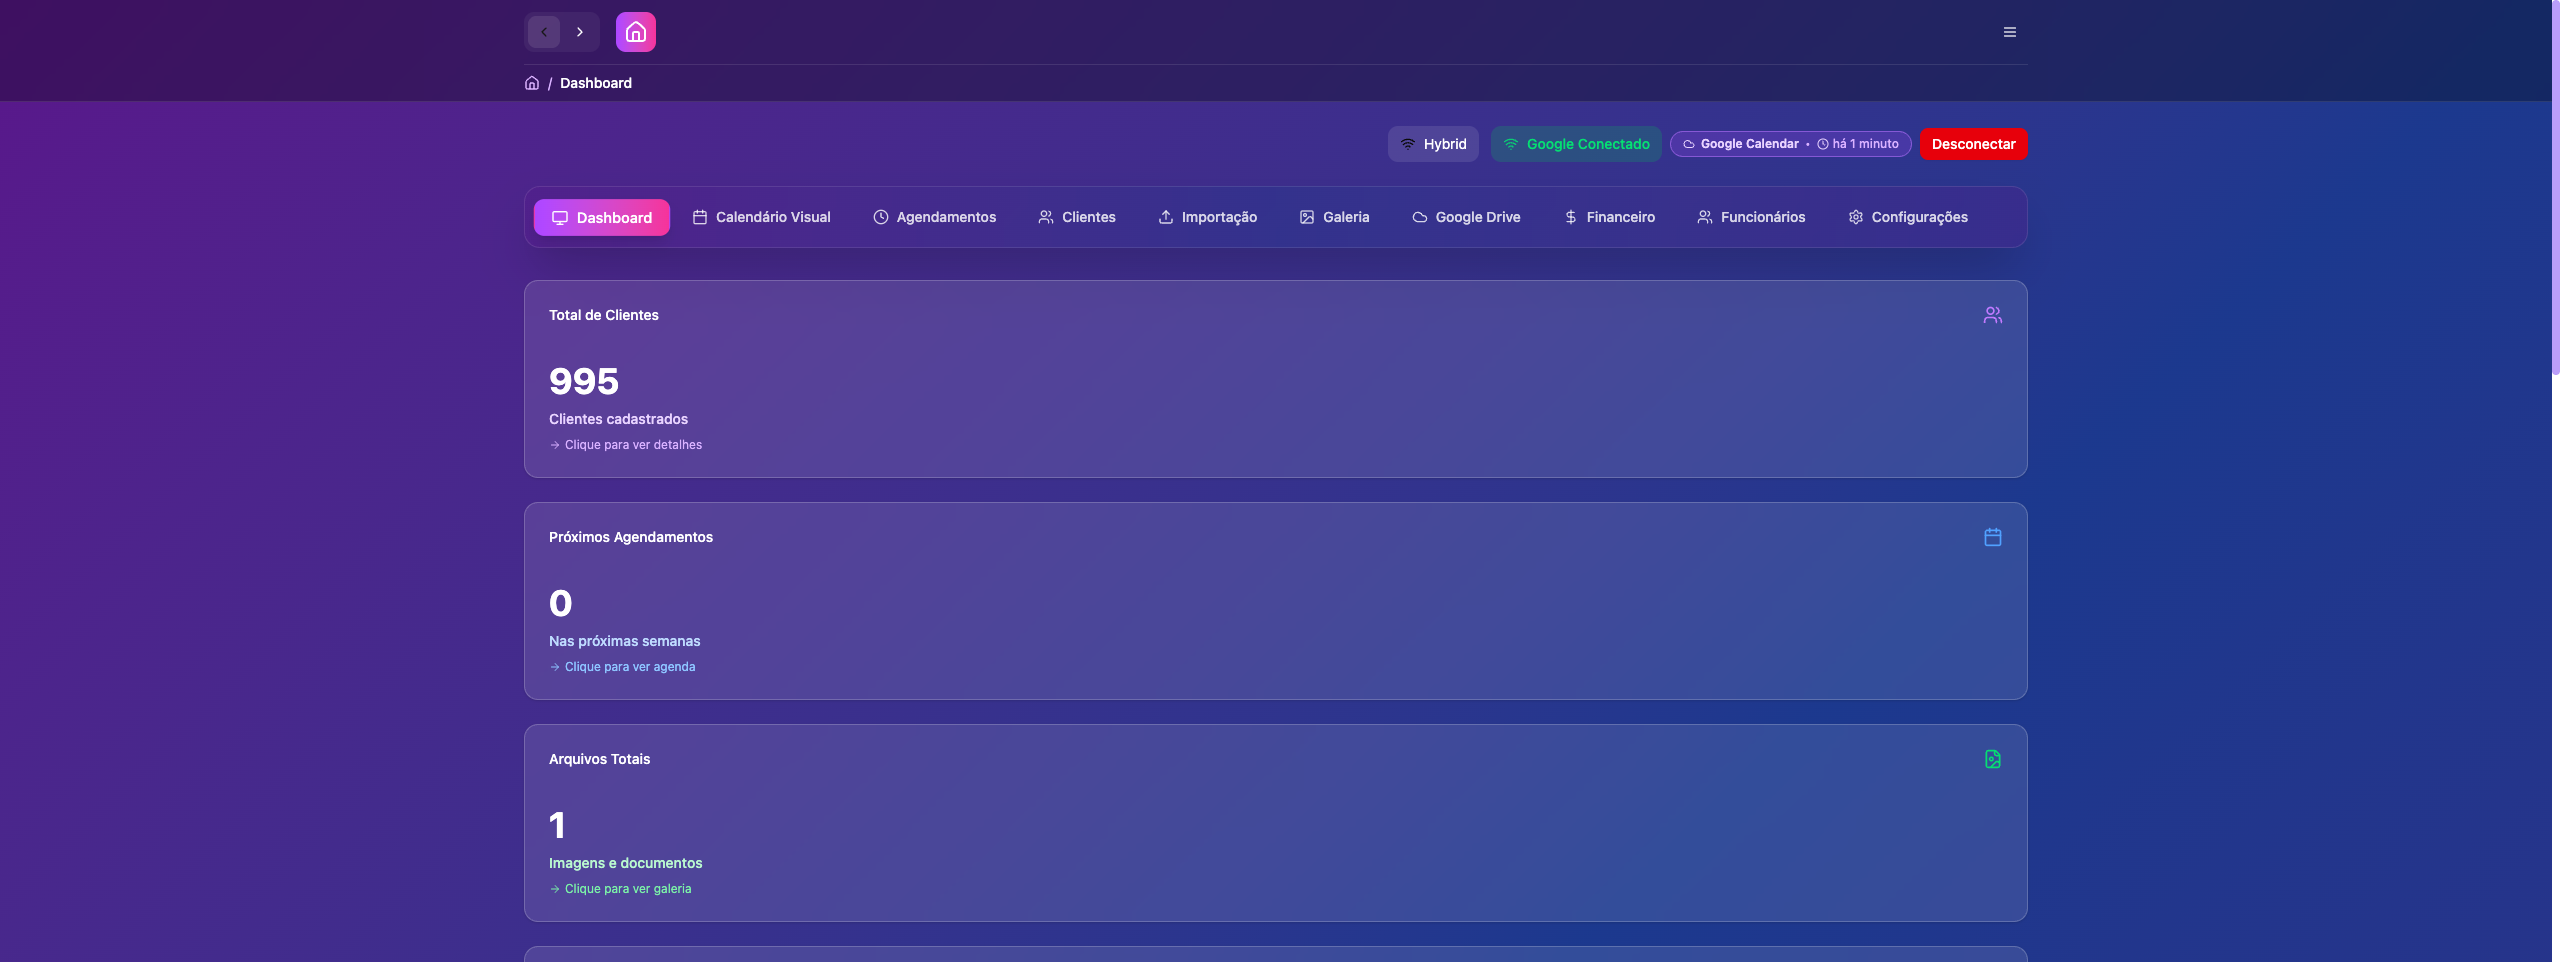 / Dashboard
Hybrid
Google Conectado
Google Calendar • há 1 minuto
Desconectar
Dashboard
Calendário Visual
Agendamentos
Clientes
Importação
Galeria
Google Drive
Financeiro
Funcionários
Configurações
Total de Clientes
995
Clientes cadastrados
→ Clique para ver detalhes
Próximos Agendamentos
0
Nas próximas semanas
→ Clique para ver agenda
Arquivos Totais
1
Imagens e documentos
→ Clique para ver galeria